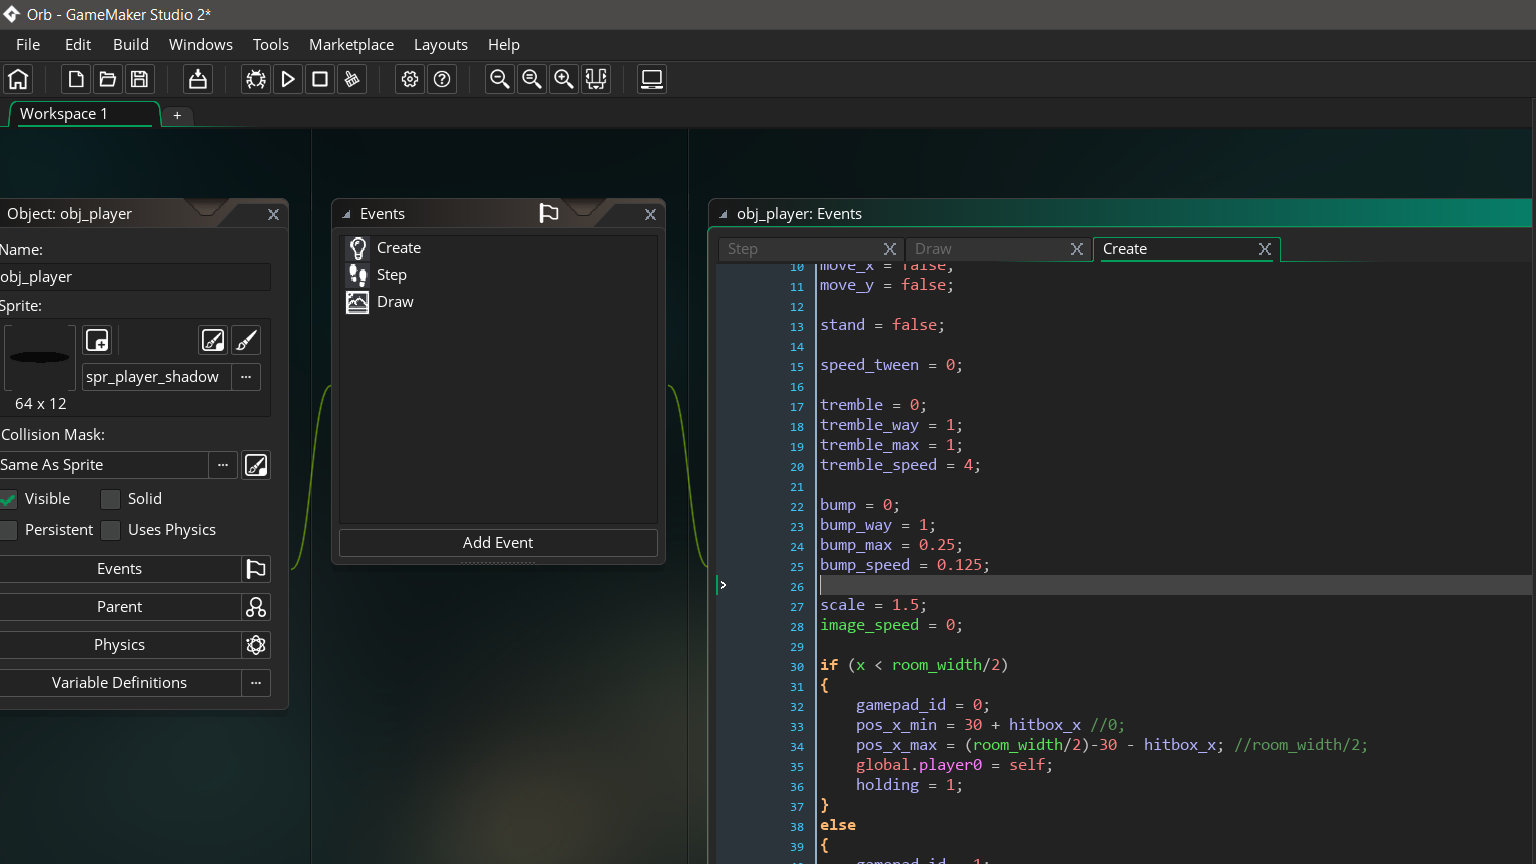 Orb - GameMaker Studio 2*
File Edit Build Windows Tools Marketplace Layouts Help
Workspace 1 +
Object: obj_player
Name:
obj_player
Sprite:
spr_player_shadow ...
64 x 12
Collision Mask:
Same As Sprite ...
Visible Solid
Persistent Uses Physics
Events
Parent
Physics
Variable Definitions ...
Events
Create
Step
Draw
Add Event
obj_player: Events
Step X Draw X Create X
10 move_x = false;
11 move_y = false;
12
13 stand = false;
14
15 speed_tween = 0;
16
17 tremble = 0;
18 tremble_way = 1;
19 tremble_max = 1;
20 tremble_speed = 4;
21
22 bump = 0;
23 bump_way = 1;
24 bump_max = 0.25;
25 bump_speed = 0.125;
> 26
27 scale = 1.5;
28 image_speed = 0;
29
30 if (x < room_width/2)
31 {
32 gamepad_id = 0;
33 pos_x_min = 30 + hitbox_x //0;
34 pos_x_max = (room_width/2)-30 - hitbox_x; //room_width/2;
35 global.player0 = self;
36 holding = 1;
37 }
38 else
39 {
gamepad_id = 1;